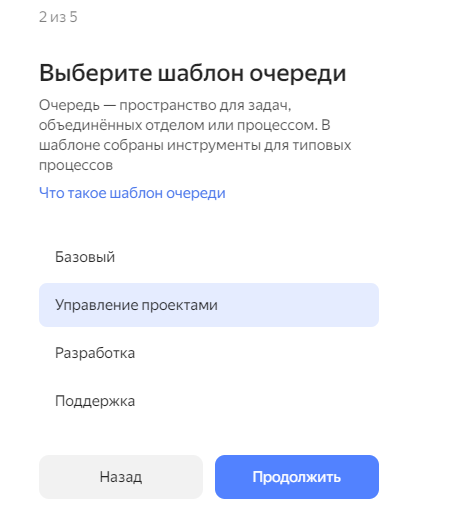 2 из 5
Выберите шаблон очереди
Очередь — пространство для задач,
объединённых отделом или процессом. В
шаблоне собраны инструменты для типовых
процессов
Что такое шаблон очереди
Базовый
Управление проектами
Разработка
Поддержка
Назад
Продолжить